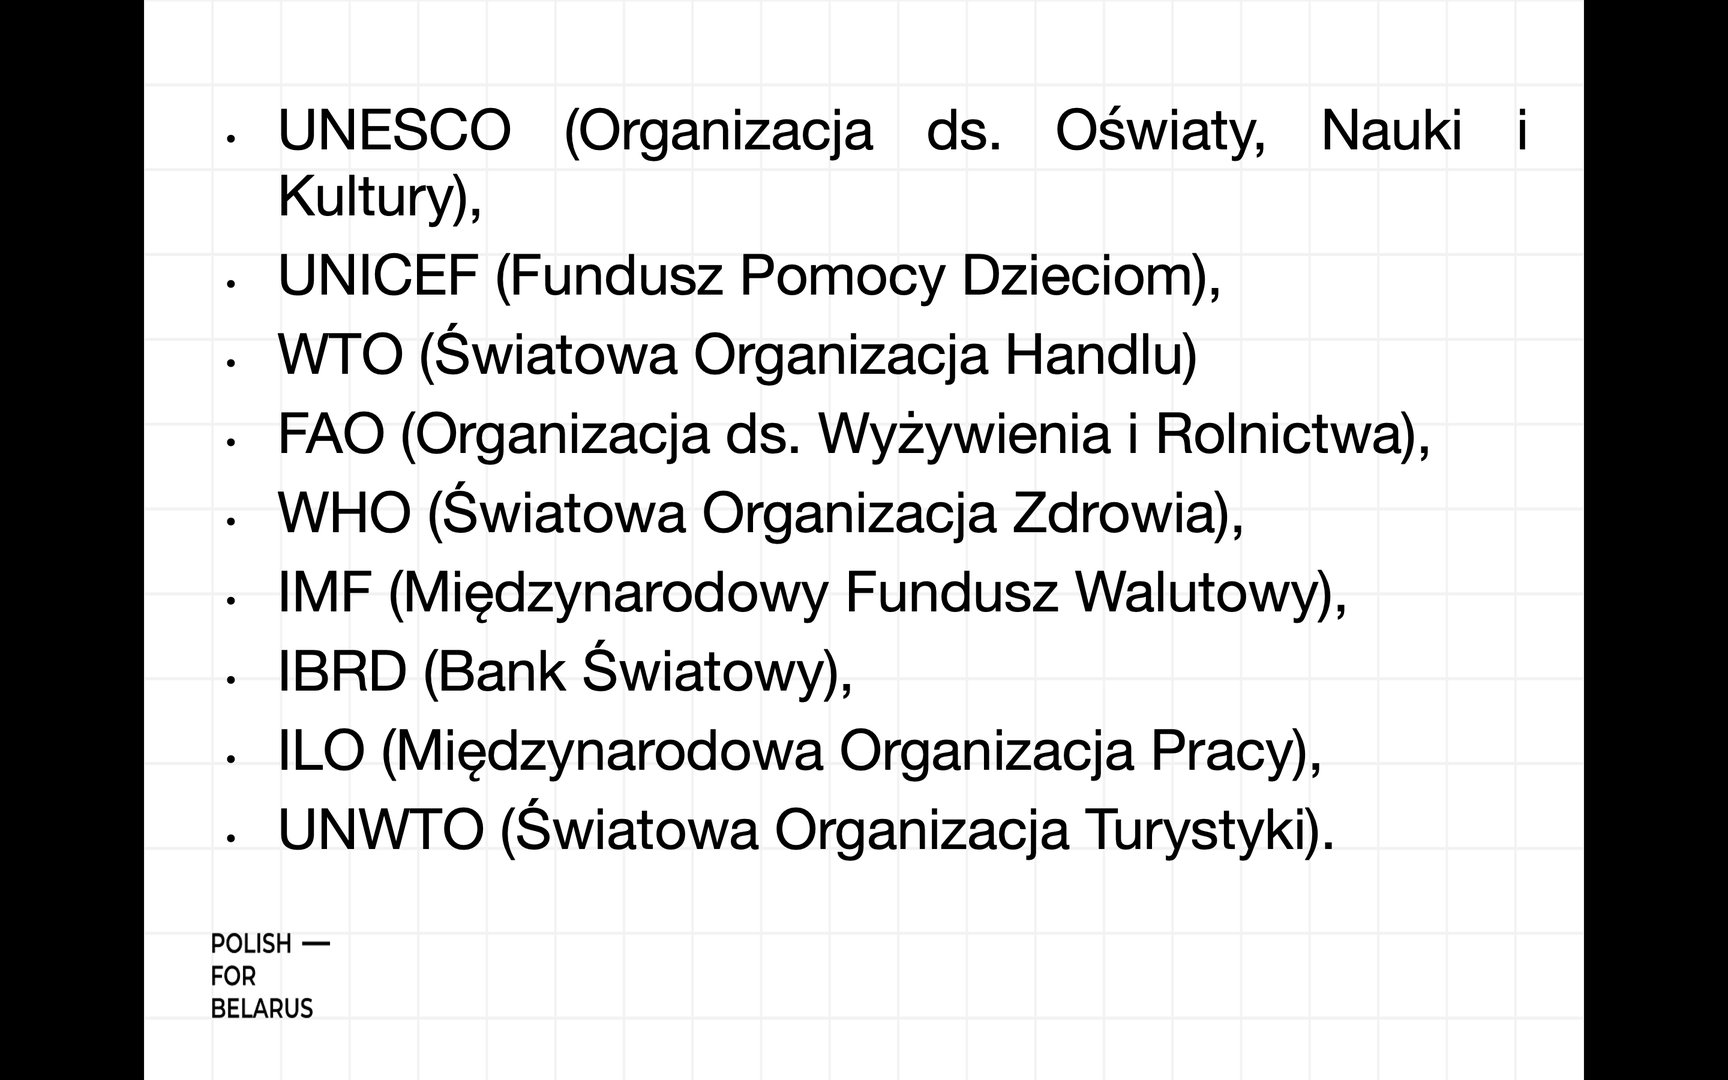 • UNESCO (Organizacja ds. Oświaty, Nauki i
Kultury),
• UNICEF (Fundusz Pomocy Dzieciom),
• WTO (Światowa Organizacja Handlu)
• FAO (Organizacja ds. Wyżywienia i Rolnictwa),
• WHO (Światowa Organizacja Zdrowia),
• IMF (Międzynarodowy Fundusz Walutowy),
• IBRD (Bank Światowy),
• ILO (Międzynarodowa Organizacja Pracy),
• UNWTO (Światowa Organizacja Turystyki).
POLISH —
FOR
BELARUS